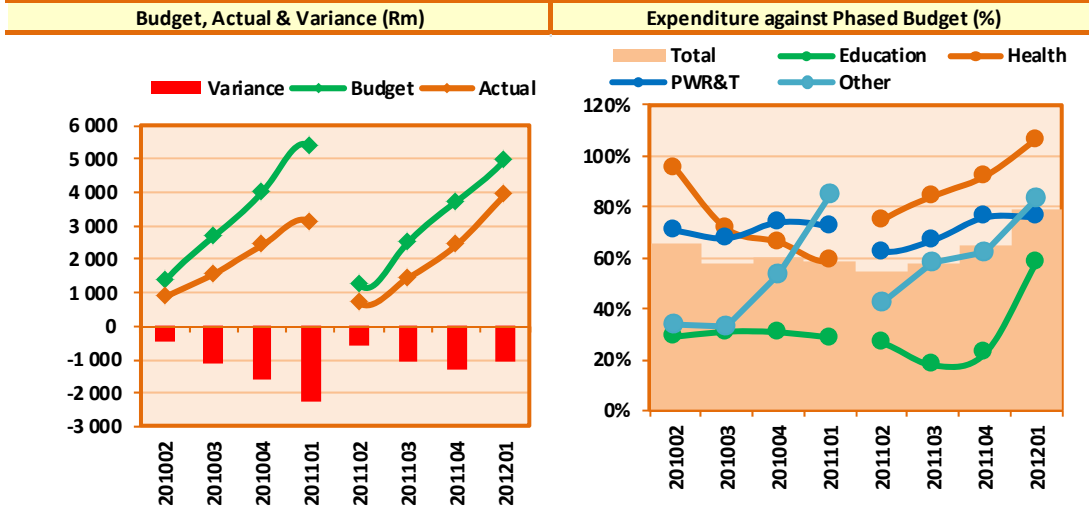 Budget, Actual & Variance (Rm)
Variance Budget Actual
6 000
5 000
4 000
3 000
2 000
1 000
0
-1 000
-2 000
-3 000
201002 201003 201004 201101 201102 201103 201104 201201
Expenditure against Phased Budget (%)
Total Education Health
PWR&T Other
120%
100%
80%
60%
40%
20%
0%
201002 201003 201004 201101 201102 201103 201104 201201